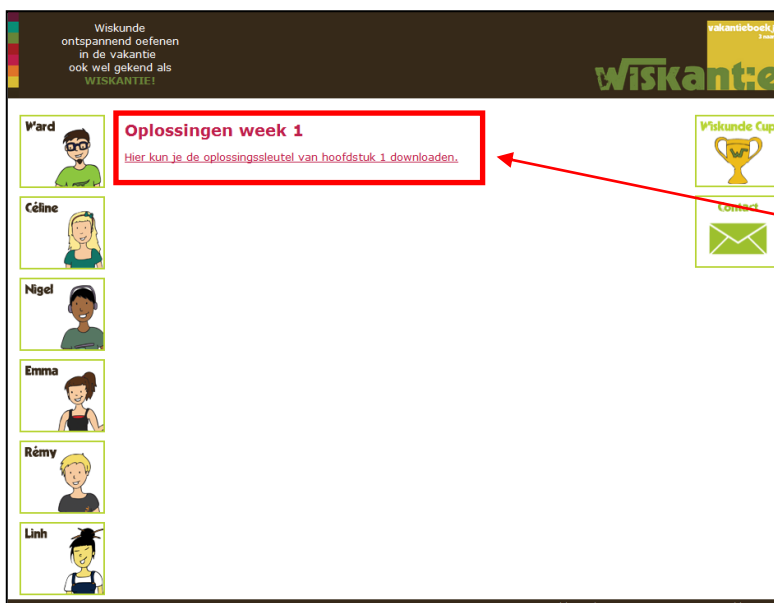 Wiskunde
ontspannend oefenen
in de vakantie
ook wel gekend als
WISKANTIE!
vakantieboekj
wiskant:e
Ward
Oplossingen week 1
Hier kun je de oplossingssleutel van hoofdstuk 1 downloaden.
Wiskunde Cup
Céline
Contact
Nigel
Emma
Rémy
Linh